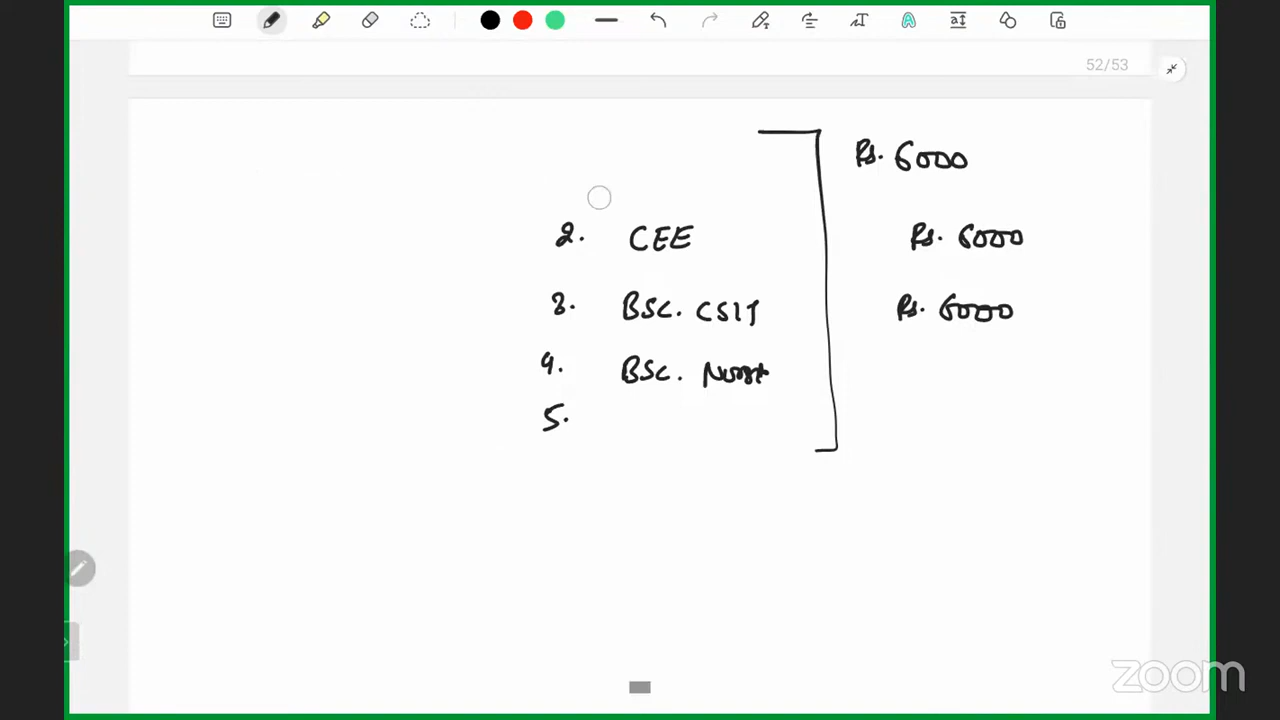 52/53
Rs. 6000
2. CEE Rs. 6000
3. BSC. CSIT Rs. 6000
4. BSC.
5.
zoom